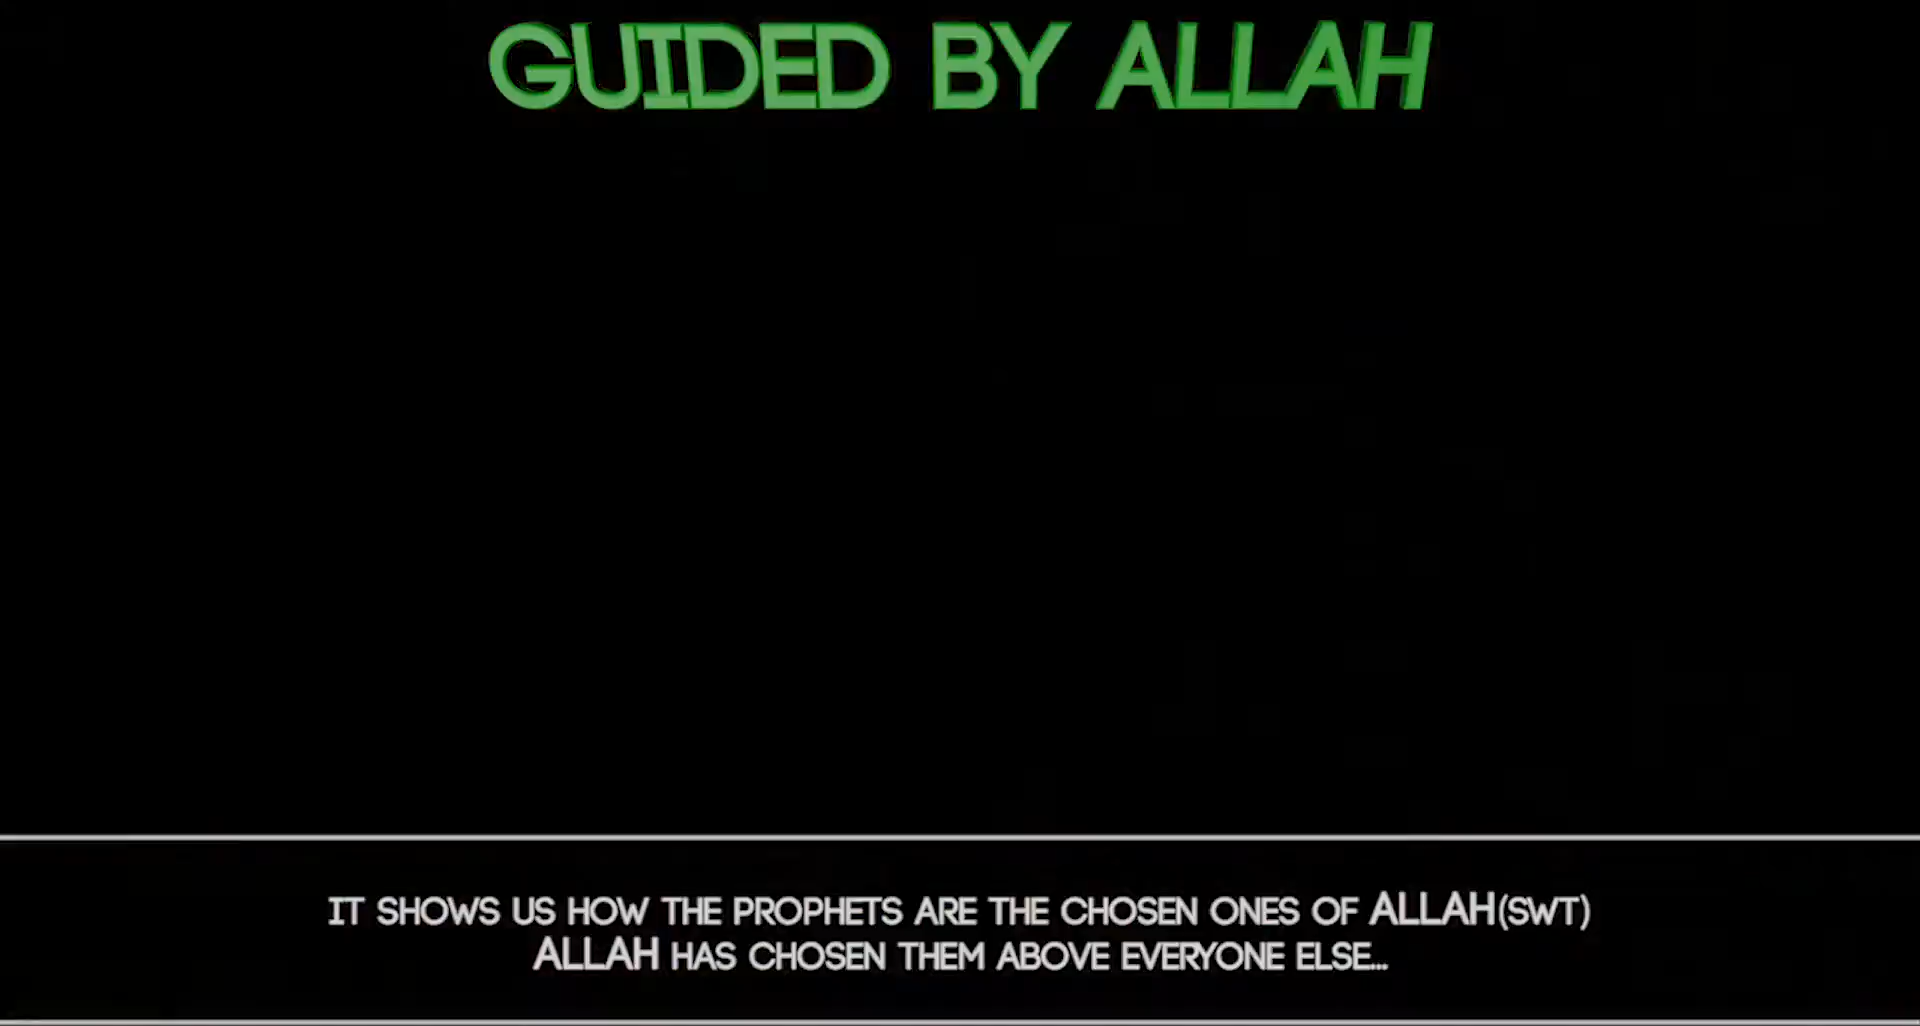 GUIDED BY ALLAH
IT SHOWS US HOW THE PROPHETS ARE THE CHOSEN ONES OF ALLAH(SWT)
ALLAH HAS CHOSEN THEM ABOVE EVERYONE ELSE...